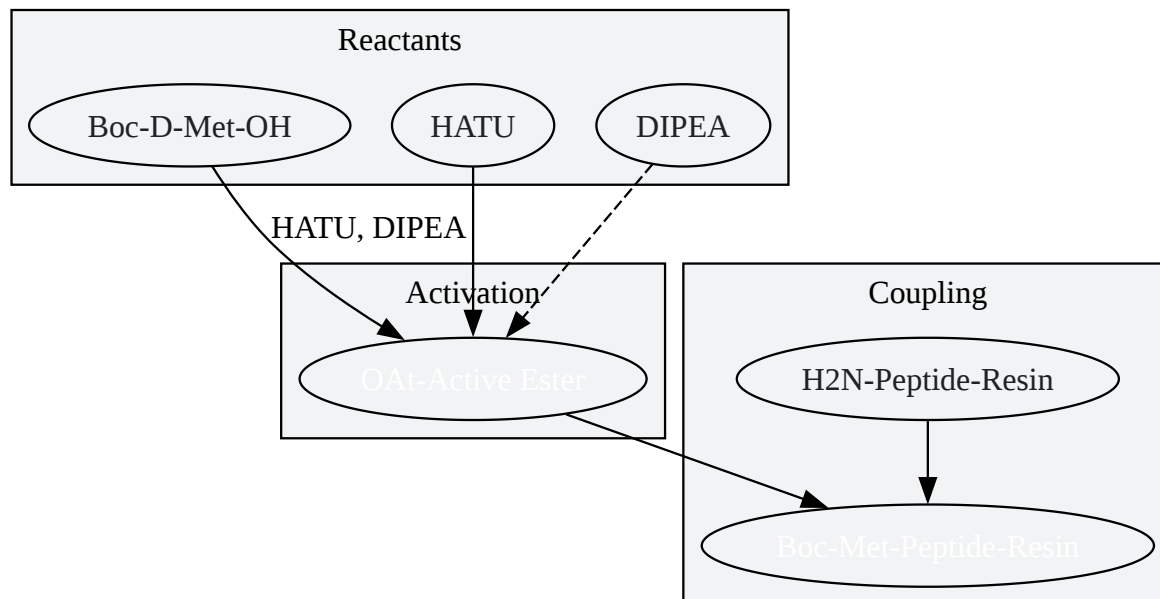 Reactants
Boc-D-Met-OH
HATU
DIPEA
HATU, DIPEA
Activation
Coupling
OAt-Active Ester
H2N-Peptide-Resin
Boc-Met-Peptide-Resin